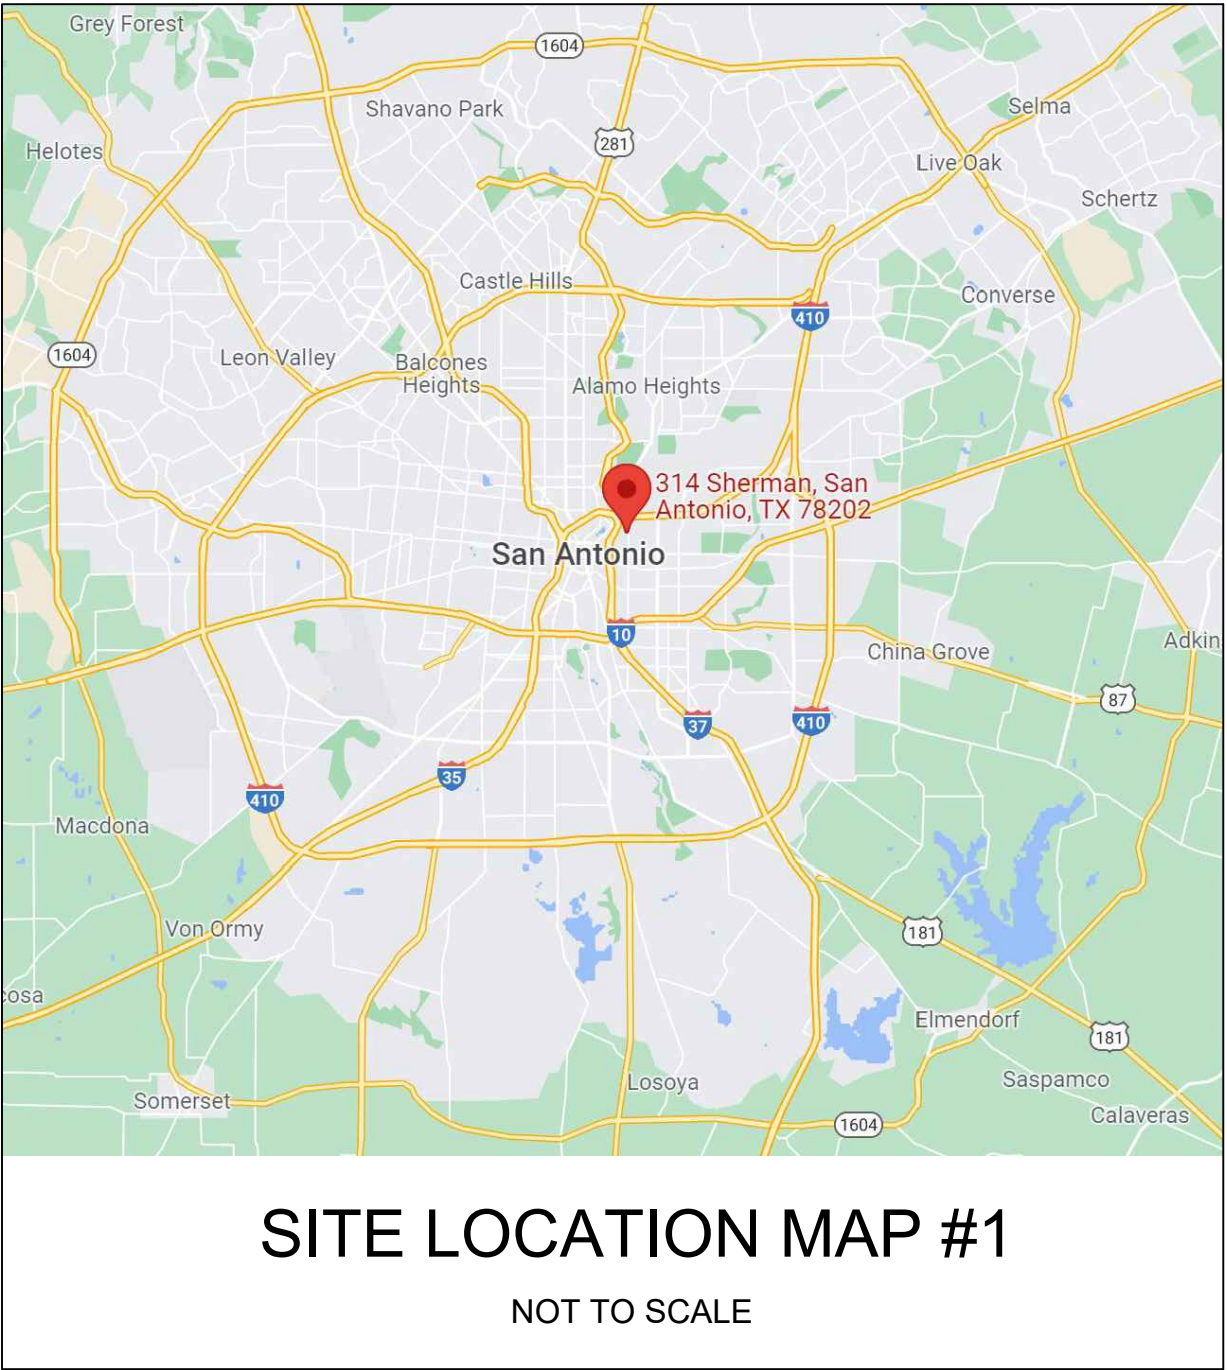 Grey Forest
1604
Shavano Park
281
Selma
Helotes
Live Oak
Schertz
Castle Hills
Converse
410
1604
Leon Valley
Balcones
Heights
Alamo Heights
314 Sherman, San
Antonio, TX 78202
San Antonio
10
China Grove
Adkin
87
37
410
35
410
Macdona
Von Ormy
181
cosa
Elmendorf
181
Losoya
Saspamco
Somerset
Calaveras
1604
SITE LOCATION MAP #1
NOT TO SCALE